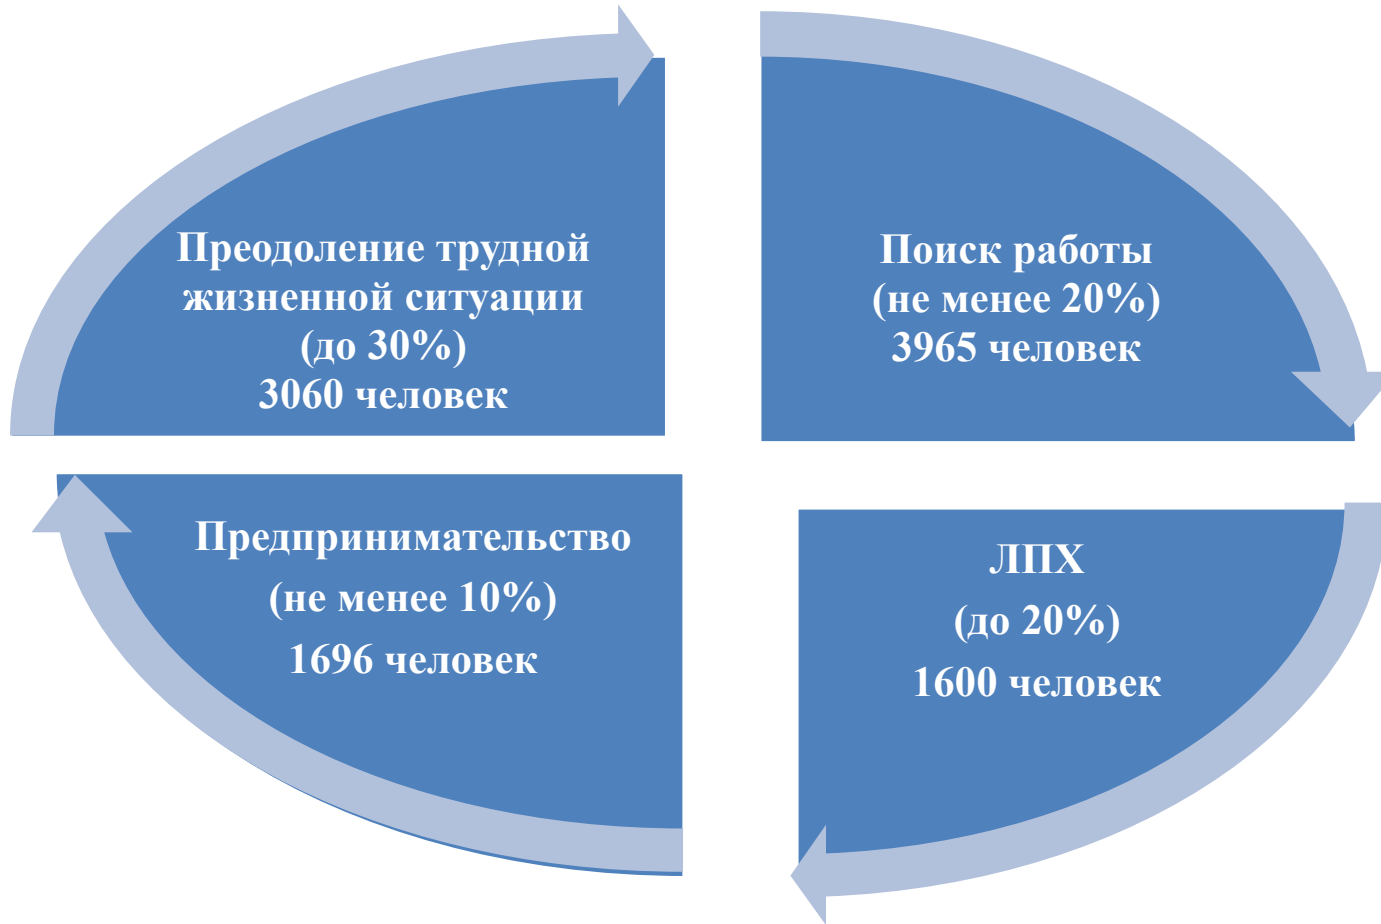 Преодоление трудной
жизненной ситуации
(до 30%)
3060 человек
Поиск работы
(не менее 20%)
3965 человек
Предпринимательство
(не менее 10%)
1696 человек
ЛПХ
(до 20%)
1600 человек